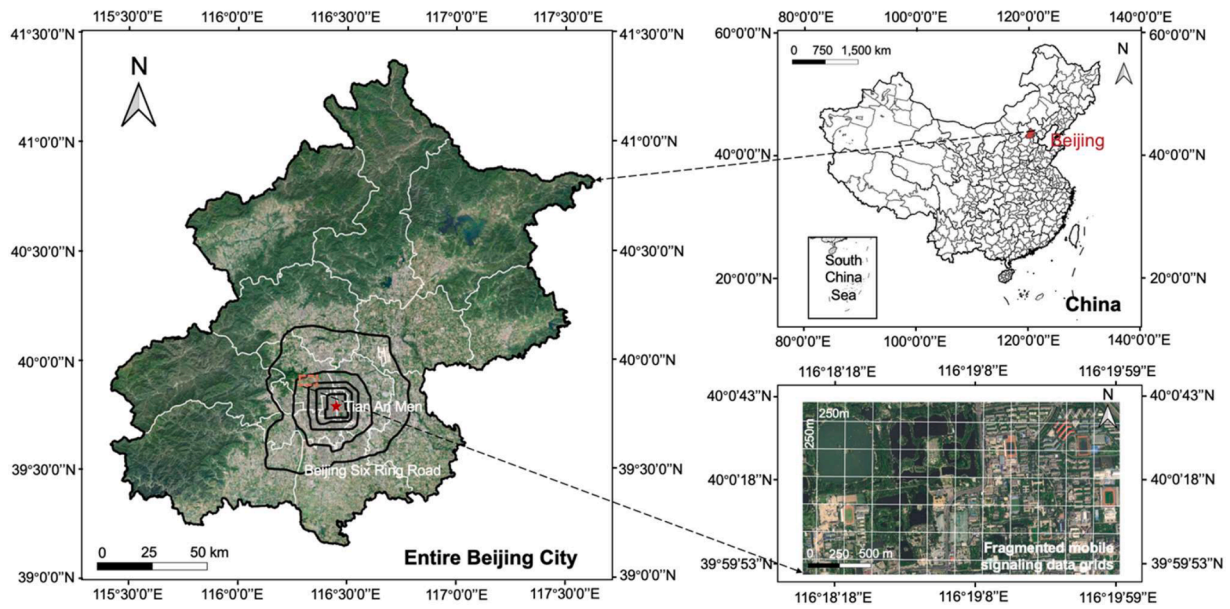 115°30'0"E 116°0'0"E 116°30'0"E 117°0'0"E 117°30'0"E
41°30'0"N
41°30'0"N
N
41°0'0"N
41°0'0"N
40°30'0"N
40°30'0"N
40°0'0"N
40°0'0"N
Tian An Men
39°30'0"N
39°30'0"N
Beijing Six Ring Road
0 25 50 km
Entire Beijing City
39°0'0"N
39°0'0"N
115°30'0"E 116°0'0"E 116°30'0"E 117°0'0"E 117°30'0"E
80°0'0"E 100°0'0"E 120°0'0"E 140°0'0"E
60°0'0"N
60°0'0"N
0 750 1,500 km
N
Beijing
40°0'0"N
40°0'0"N
South
China
Sea
20°0'0"N
20°0'0"N
China
80°0'0"E 100°0'0"E 120°0'0"E 140°0'0"E
116°18'18"E 116°19'8"E 116°19'59"E
40°0'43"N
40°0'43"N
250m
250m
N
40°0'18"N
40°0'18"N
0 250 500 m
Fragmented mobile
signaling data grids
39°59'53"N
39°59'53"N
116°18'18"E 116°19'8"E 116°19'59"E